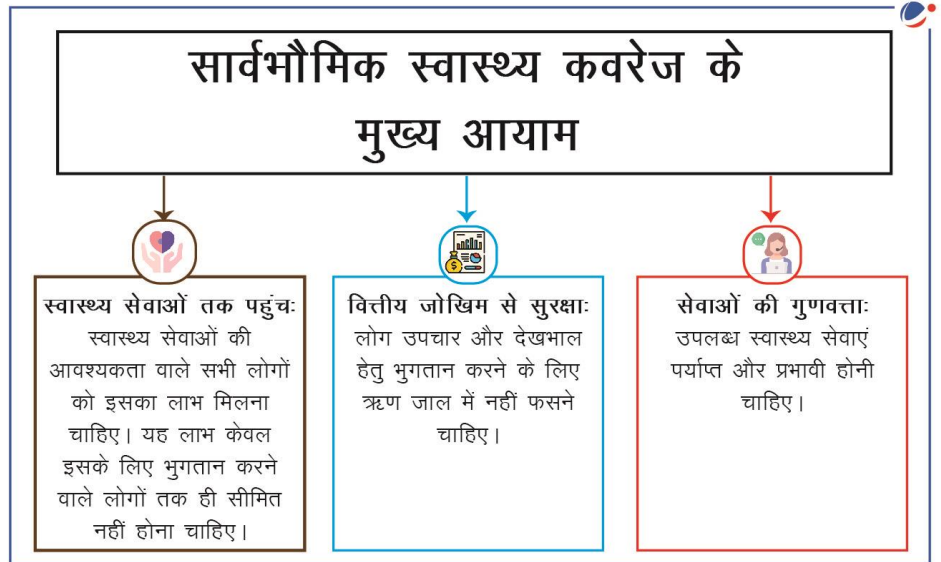 सार्वभौमिक स्वास्थ्य कवरेज के
मुख्य आयाम
स्वास्थ्य सेवाओं तक पहुंचः
स्वास्थ्य सेवाओं की
आवश्यकता वाले सभी लोगों
को इसका लाभ मिलना
चाहिए। यह लाभ केवल
इसके लिए भुगतान करने
वाले लोगों तक ही सीमित
नहीं होना चाहिए।
वित्तीय जोखिम से सुरक्षाः
लोग उपचार और देखभाल
हेतु भुगतान करने के लिए
ऋण जाल में नहीं फसने
चाहिए।
सेवाओं की गुणवत्ताः
उपलब्ध स्वास्थ्य सेवाएं
पर्याप्त और प्रभावी होनी
चाहिए।